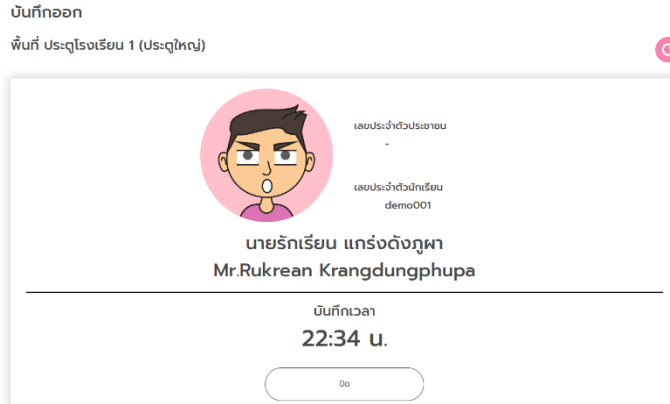 บันทึกออก
พื้นที่ ประตูโรงเรียน 1 (ประตูใหญ่)
เลขประจำตัวประชาชน
-
เลขประจำตัวนักเรียน
demo001
นายรักเรียน แกร่งดังภูผา
Mr.Rukrean Krangdungphupa
บันทึกเวลา
22:34 น.
ปิด